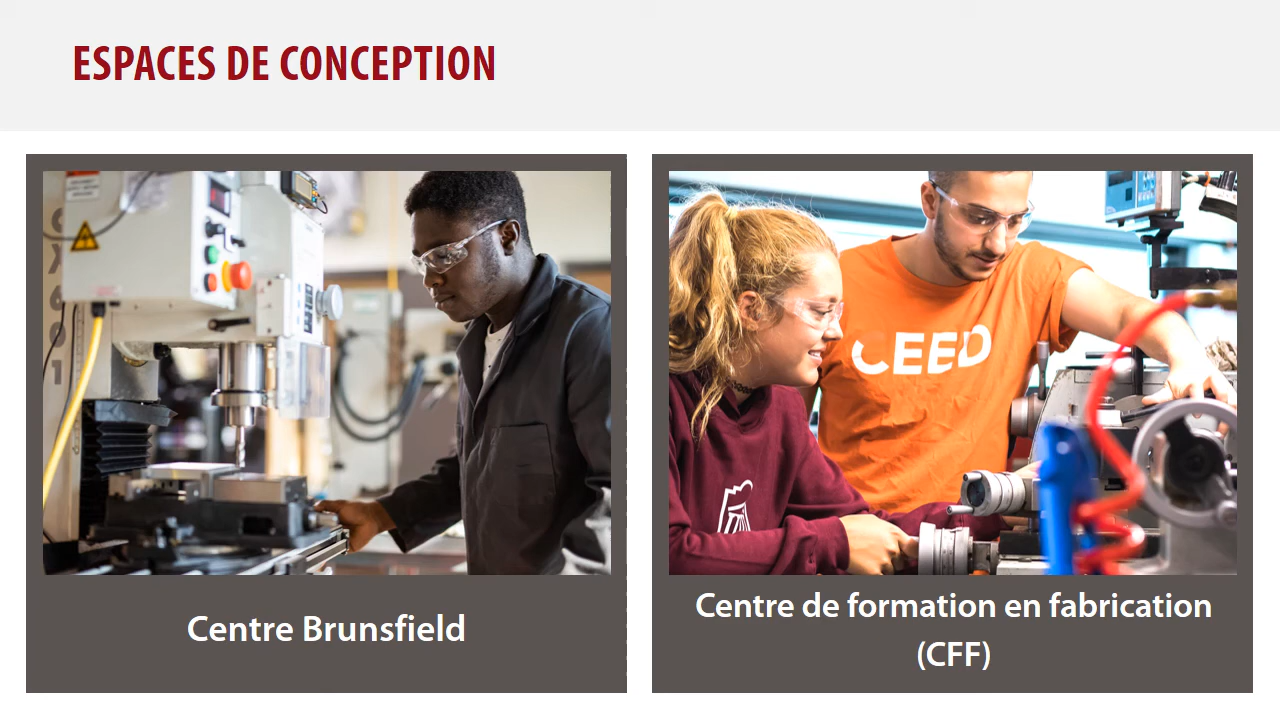 ESPACES DE CONCEPTION
CEED
Centre Brunsfield
Centre de formation en fabrication
(CFF)